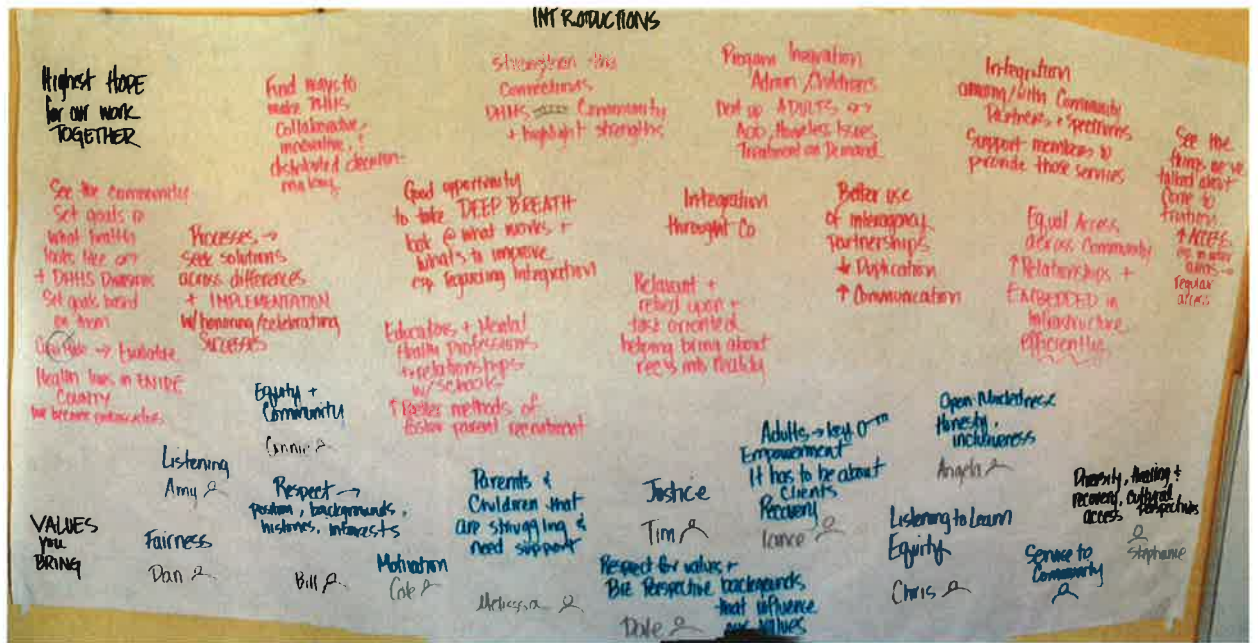 INTRODUCTIONS
Highest HOPE
for our work
TOGETHER
Find ways to
make DHHS
Collaborative,
innovative, &
distributed decision-
making
Strengthen the
Connections
DHHS Community
+ highlight strengths
Program Integration
Admin / Childrens
Dept up ADULTS
AOD, Homeless Issues
Treatment on Demand
Integration
among/with Community
Partners, + Spectrums
Support members to
provide those services
See the
things we've
talked about
Come to
fruition.
↑ ACCESS
regular
access
See the community
Set goals
what health
looks like
+ DHHS Divisions
Set goals based
on them
→ Evaluate
Health lives in ENTIRE
COUNTY
we become
Processes →
Seek solutions
across differences
+ IMPLEMENTATION
w/honoring/celebrating
Successes
Good opportunity
to take DEEP BREATH
look @ what works +
what's to improve
esp. regarding Integration
Educators + Mental
Health Professions
relationships
w/schools
↑ Better methods of
foster parent recruitment
Integration
throught Co
Relevant +
relied upon +
task oriented
helping bring about
into reality
Better use
of interagency
partnerships
↓ Duplication
↑ Communication
Equal Access
across Community
↑ Relationships +
EMBEDDED in
Infrastructure
efficiently
VALUES
you
BRING
Listening
Amy
Fairness
Dan
Equity +
Community
Connie
Respect →
position, backgrounds,
histories, interests
Bill
Motivation
Cole
Parents &
Children that
are struggling &
need support
Melissa
Justice
Tim
Respect for values +
Perspective backgrounds
that influence
our values
Dale
Adults → key
Empowerment
It has to be about
Clients
Recovery
Lance
Open Mindedness
Honesty,
inclusiveness
Angela
Listening to Learn
Equity
Chris
Service to
Community
Diversity, healing +
recovery, cultural
access perspectives
Stephanie